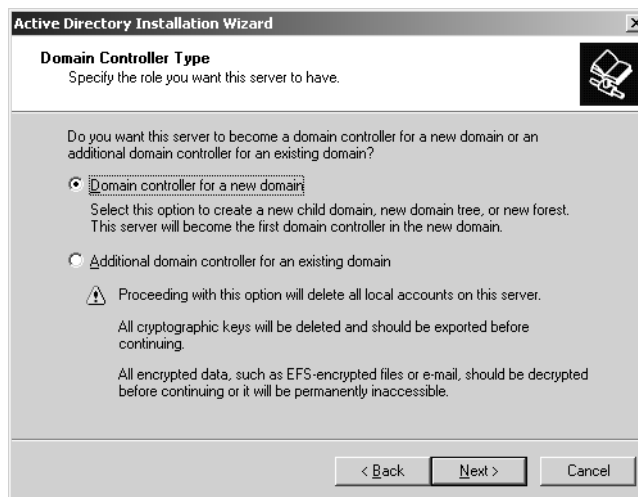 Active Directory Installation Wizard
Domain Controller Type
Specify the role you want this server to have.
Do you want this server to become a domain controller for a new domain or an
additional domain controller for an existing domain?
Domain controller for a new domain
Select this option to create a new child domain, new domain tree, or new forest.
This server will become the first domain controller in the new domain.
Additional domain controller for an existing domain
Proceeding with this option will delete all local accounts on this server.
All cryptographic keys will be deleted and should be exported before
continuing.
All encrypted data, such as EFS-encrypted files or e-mail, should be decrypted
before continuing or it will be permanently inaccessible.
< Back Next > Cancel